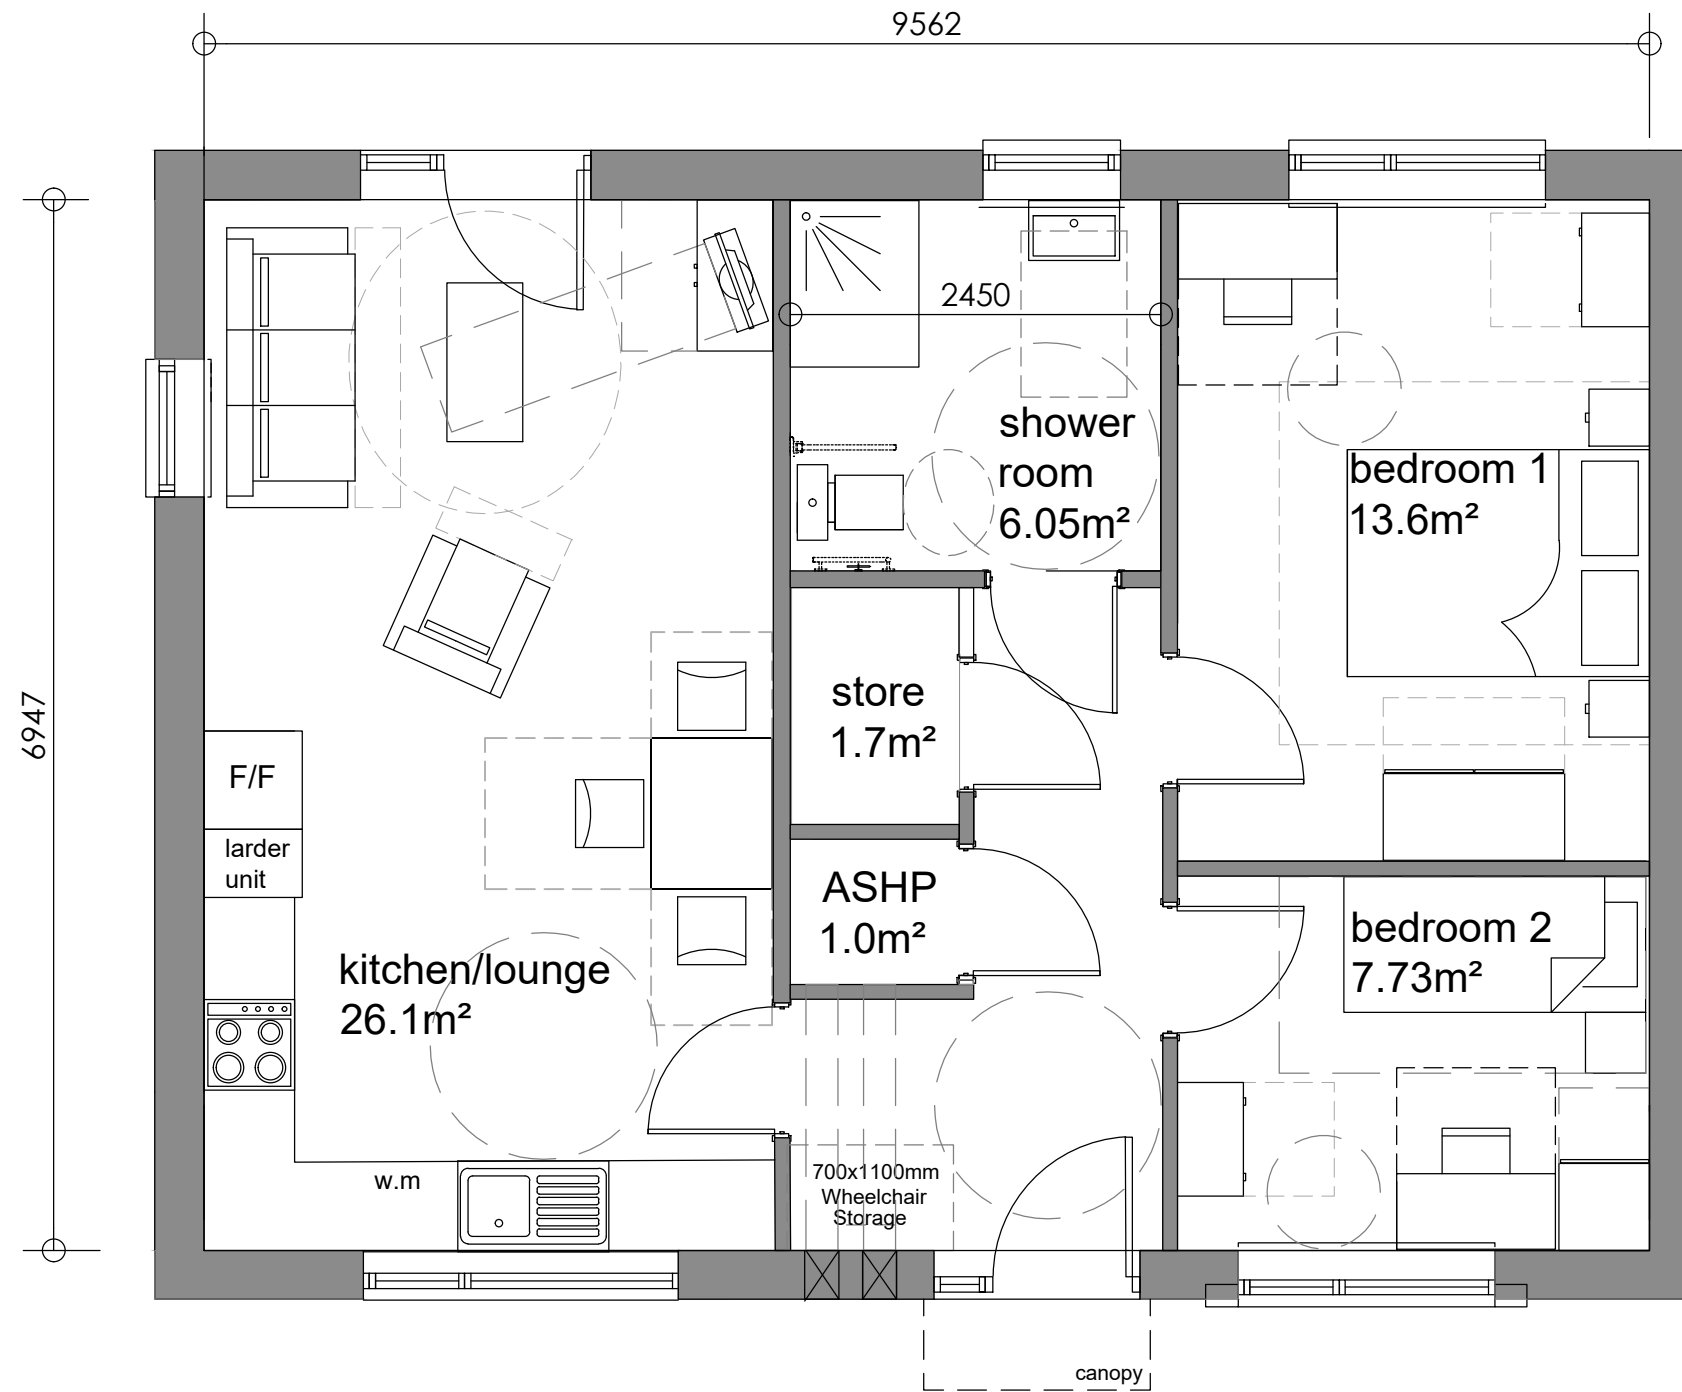 9562
2450
6947
shower
room
6.05m²
bedroom 1
13.6m²
store
1.7m²
F/F
larder
unit
ASHP
1.0m²
bedroom 2
7.73m²
kitchen/lounge
26.1m²
w.m
700x1100mm
Wheelchair
Storage
canopy